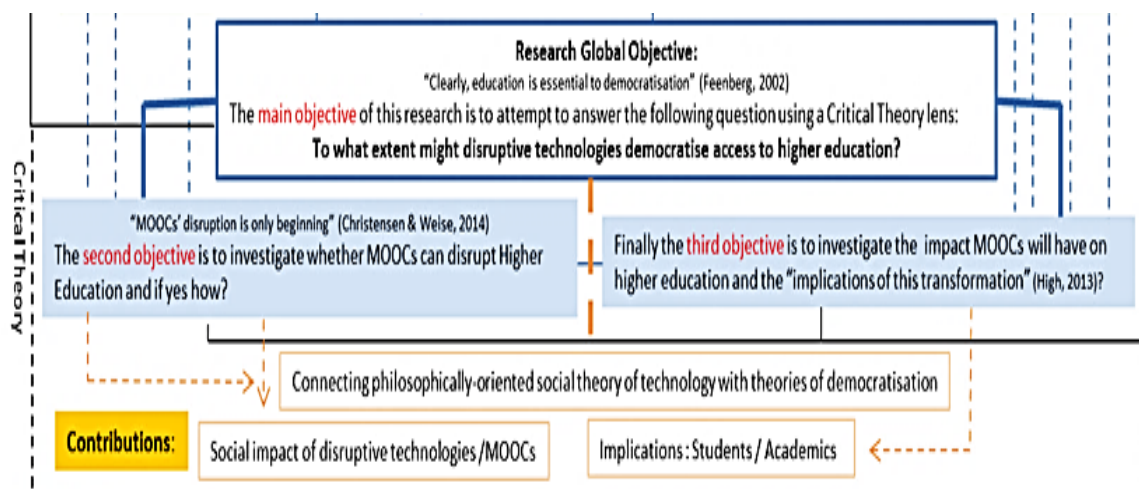 Research Global Objective:
"Clearly, education is essential to democratisation" (Feenberg, 2002)
The main objective of this research is to attempt to answer the following question using a Critical Theory lens:
To what extent might disruptive technologies democratise access to higher education?
Critical Theory
"MOOCs' disruption is only beginning" (Christensen & Weise, 2014)
The second objective is to investigate whether MOOCs can disrupt Higher
Education and if yes how?
Finally the third objective is to investigate the impact MOOCs will have on
higher education and the "implications of this transformation" (High, 2013)?
Connecting philosophically-oriented social theory of technology with theories of democratisation
Contributions:
Social impact of disruptive technologies /MOOCs
Implications : Students / Academics